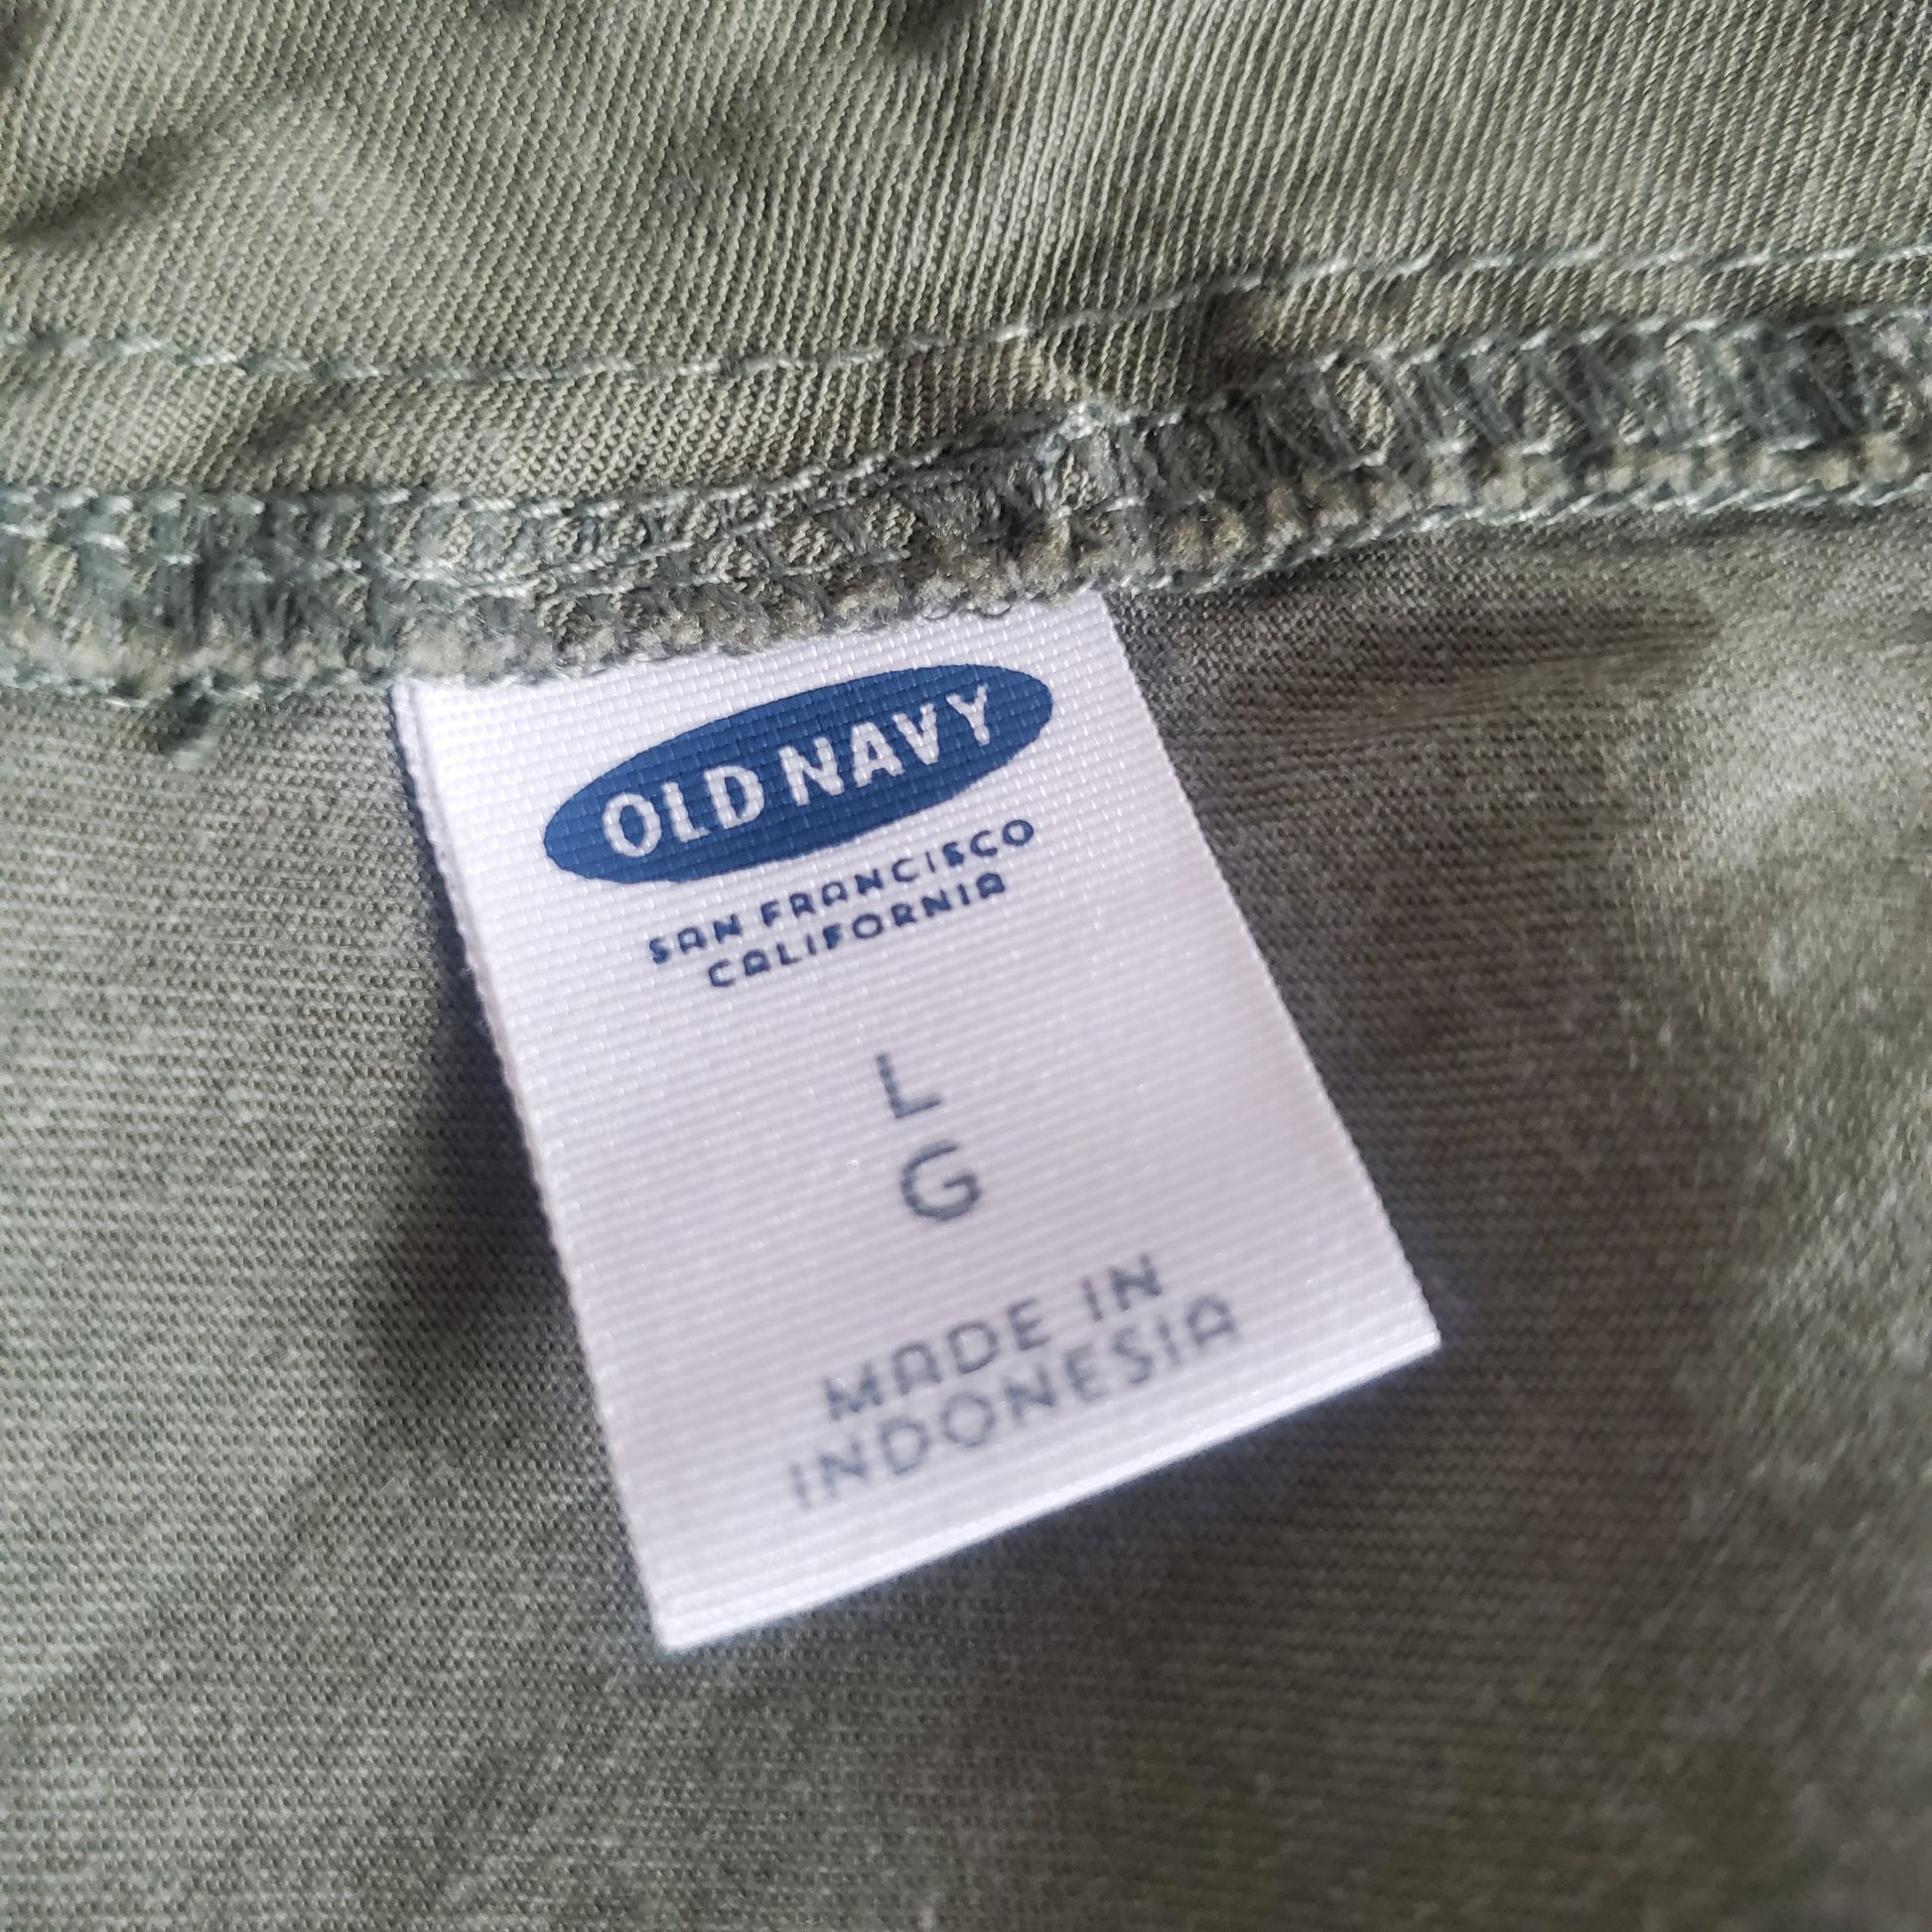 OLD NAVY
SAN FRANCISCO
CALIFORNIA
L
G
MADE IN
INDONESIA